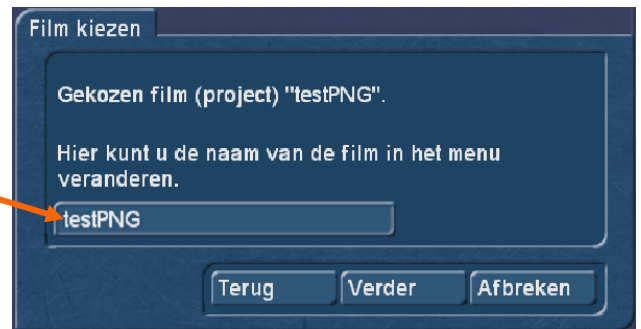 Film kiezen
Gekozen film (project) "testPNG".
Hier kunt u de naam van de film in het menu
veranderen.
testPNG
Terug
Verder
Afbreken